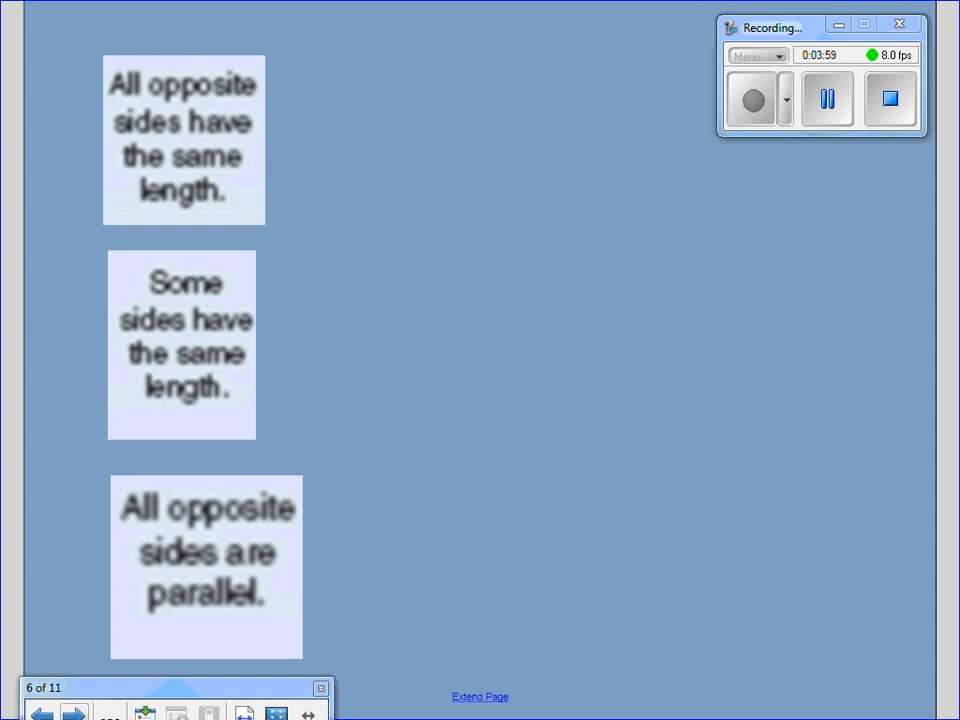 Recording...
Menu
0:03:59
8.0 fps
All opposite
sides have
the same
length.
Some
sides have
the same
length.
All opposite
sides are
parallel.
6 of 11
Extend Page